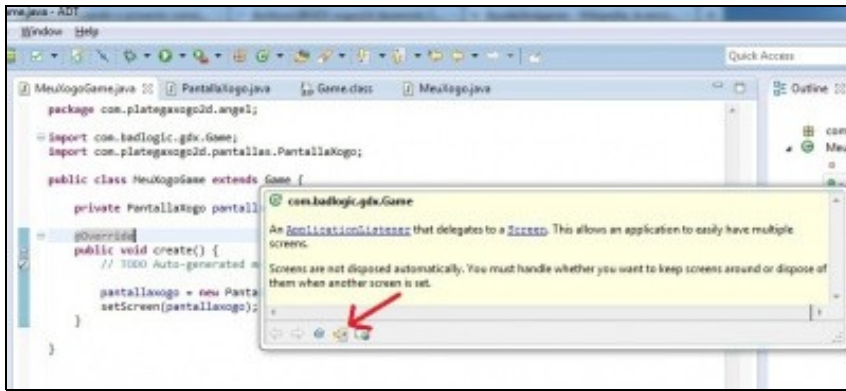 me.java - ADT
Window Help
Quick Access
MeuXogoGame.java PantallaXogo.java Game.class MeuXogo.java
Outline
package com.plategaxogo2d.angel;
com
import com.badlogic.gdx.Game;
Meu
import com.plategaxogo2d.pantallas.PantallaXogo;
public class MeuXogoGame extends Game {
com.badlogic.gdx.Game
private PantallaXogo pantall
An ApplicationListener that delegates to a Screen. This allows an application to easily have multiple
screens.
@Override
public void create() {
// TODO Auto-generated m
Screens are not disposed automatically. You must handle whether you want to keep screens around or dispose of
them when another screen is set.
pantallaxogo = new Panta
setScreen(pantallaxogo);
}
}